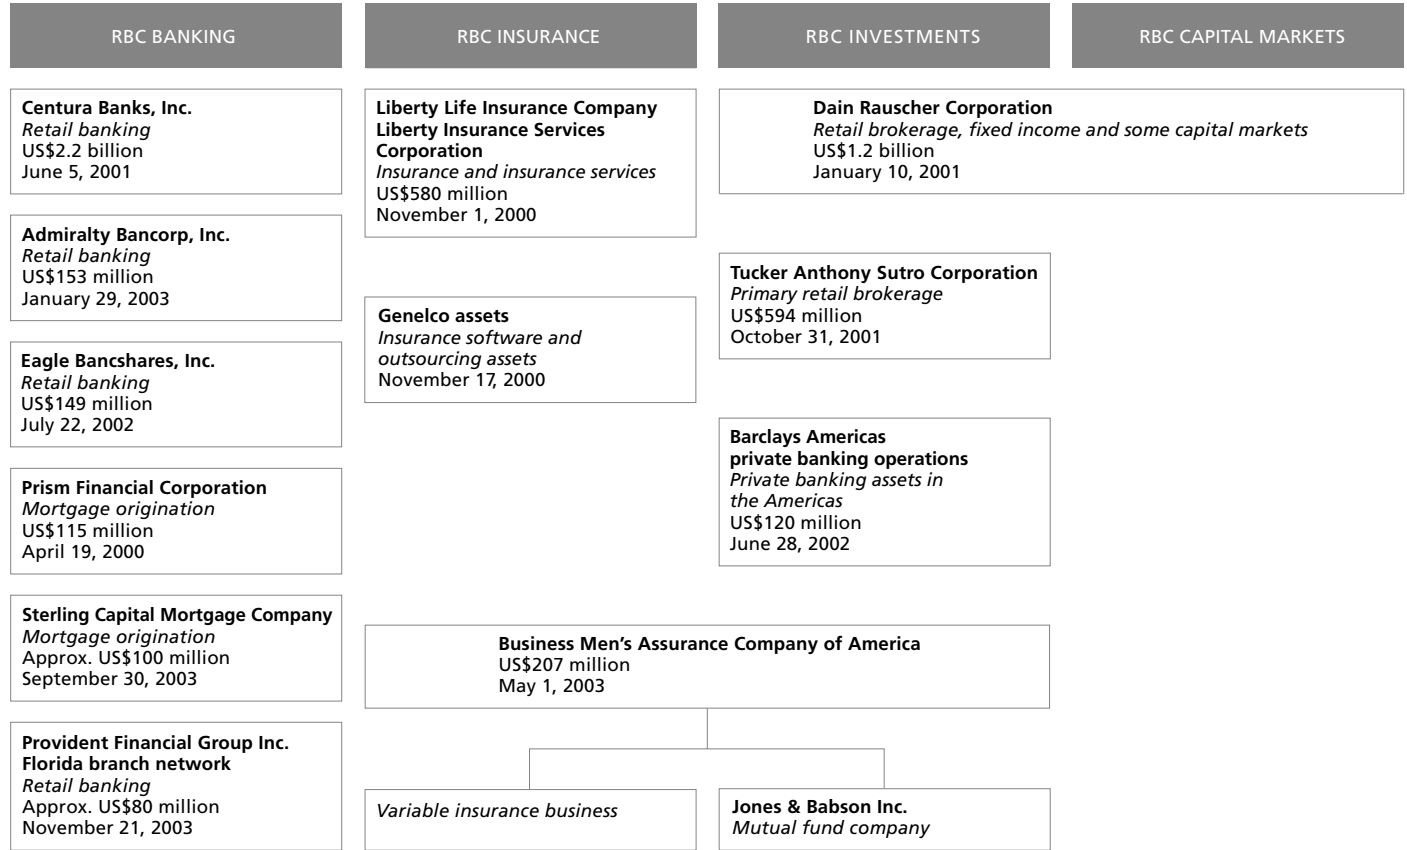 RBC BANKING
RBC INSURANCE
RBC INVESTMENTS
RBC CAPITAL MARKETS
Centura Banks, Inc.
Retail banking
US$2.2 billion
June 5, 2001
Admiralty Bancorp, Inc.
Retail banking
US$153 million
January 29, 2003
Eagle Bancshares, Inc.
Retail banking
US$149 million
July 22, 2002
Prism Financial Corporation
Mortgage origination
US$115 million
April 19, 2000
Sterling Capital Mortgage Company
Mortgage origination
Approx. US$100 million
September 30, 2003
Provident Financial Group Inc.
Florida branch network
Retail banking
Approx. US$80 million
November 21, 2003
Liberty Life Insurance Company
Liberty Insurance Services
Corporation
Insurance and insurance services
US$580 million
November 1, 2000
Genelco assets
Insurance software and
outsourcing assets
November 17, 2000
Dain Rauscher Corporation
Retail brokerage, fixed income and some capital markets
US$1.2 billion
January 10, 2001
Tucker Anthony Sutro Corporation
Primary retail brokerage
US$594 million
October 31, 2001
Barclays Americas
private banking operations
Private banking assets in
the Americas
US$120 million
June 28, 2002
Business Men’s Assurance Company of America
US$207 million
May 1, 2003
Variable insurance business
Jones & Babson Inc.
Mutual fund company